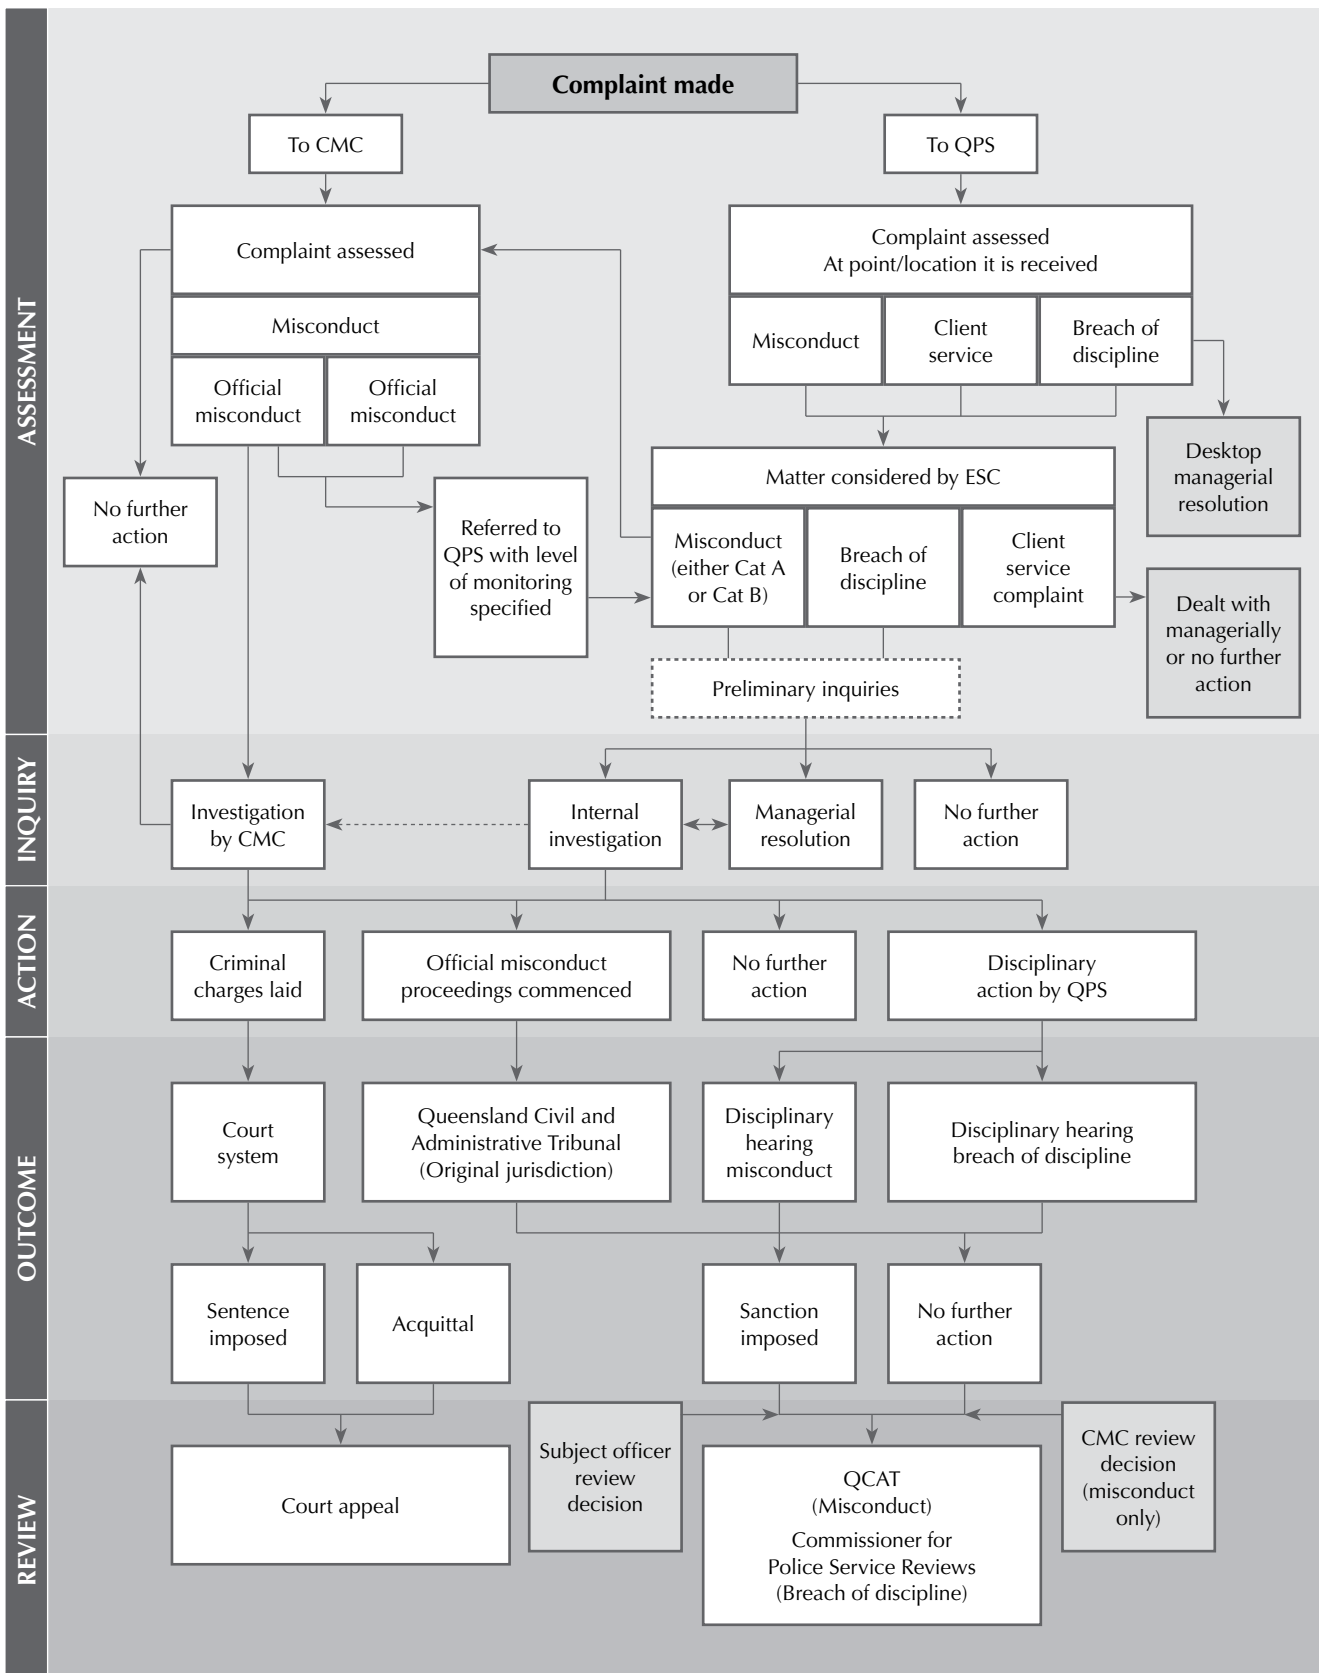 Complaint made
To CMC
To QPS
ASSESSMENT
Complaint assessed
Misconduct
Official
misconduct
Official
misconduct
No further
action
Referred to
QPS with level
of monitoring
specified
Complaint assessed
At point/location it is received
Misconduct
Client
service
Breach of
discipline
Desktop
managerial
resolution
Matter considered by ESC
Misconduct
(either Cat A
or Cat B)
Breach of
discipline
Client
service
complaint
Dealt with
managerially
or no further
action
Preliminary inquiries
INQUIRY
Investigation
by CMC
Internal
investigation
Managerial
resolution
No further
action
ACTION
Criminal
charges laid
Official misconduct
proceedings commenced
No further
action
Disciplinary
action by QPS
OUTCOME
Court
system
Queensland Civil and
Administrative Tribunal
(Original jurisdiction)
Disciplinary
hearing
misconduct
Disciplinary hearing
breach of discipline
Sentence
imposed
Acquittal
Sanction
imposed
No further
action
REVIEW
Court appeal
Subject officer
review
decision
QCAT
(Misconduct)
Commissioner for
Police Service Reviews
(Breach of discipline)
CMC review
decision
(misconduct
only)